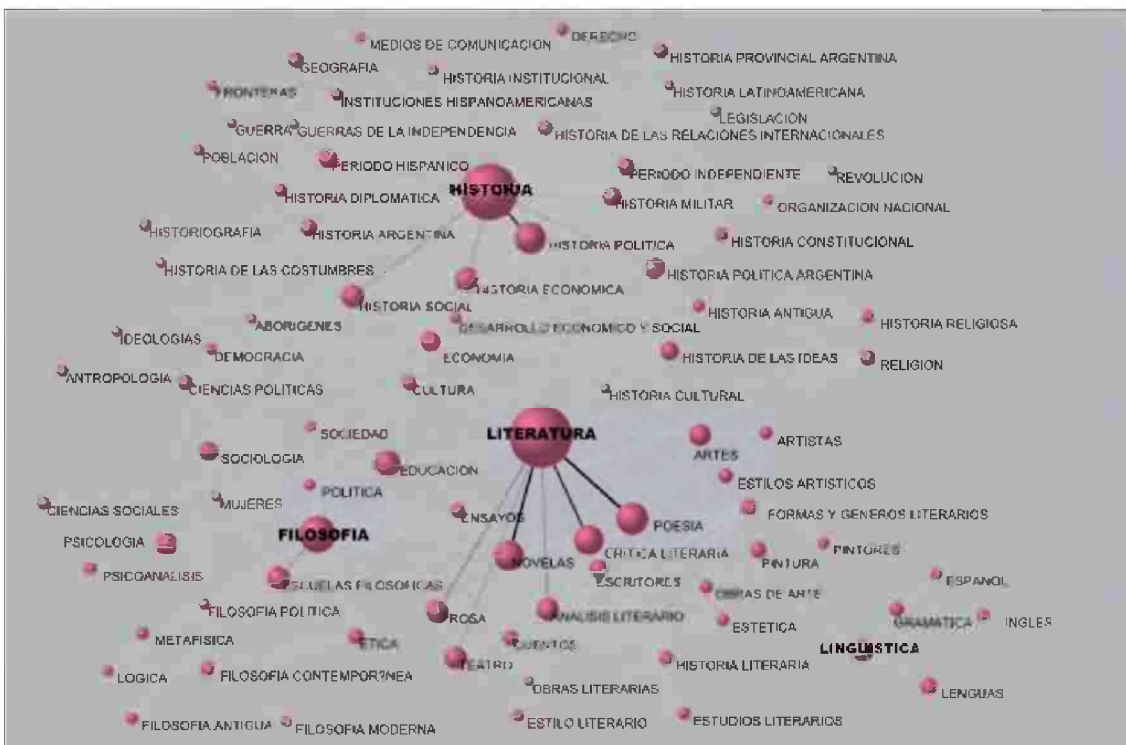 MEDIOS DE COMUNICACION
DERECHO
GEOGRAFIA
HISTORIA INSTITUCIONAL
HISTORIA PROVINCIAL ARGENTINA
FRONTERAS
INSTITUCIONES HISPANOAMERICANAS
HISTORIA LATINOAMERICANA
LEGISLACION
GUERRA
GUERRAS DE LA INDEPENDENCIA
HISTORIA DE LAS RELACIONES INTERNACIONALES
POBLACION
PERIODO HISPANICO
PERIODO INDEPENDIENTE
REVOLUCION
HISTORIA
HISTORIA DIPLOMATICA
HISTORIA MILITAR
ORGANIZACION NACIONAL
HISTORIOGRAFIA
HISTORIA ARGENTINA
HISTORIA POLITICA
HISTORIA CONSTITUCIONAL
HISTORIA DE LAS COSTUMBRES
HISTORIA POLITICA ARGENTINA
HISTORIA ECONOMICA
HISTORIA SOCIAL
HISTORIA ANTIGUA
HISTORIA RELIGIOSA
ABORIGENES
DESARROLLO ECONOMICO Y SOCIAL
IDEOLOGIAS
DEMOCRACIA
ECONOMIA
HISTORIA DE LAS IDEAS
RELIGION
ANTROPOLOGIA
CIENCIAS POLITICAS
CULTURA
HISTORIA CULTURAL
SOCIEDAD
LITERATURA
ARTISTAS
ARTES
SOCIOLOGIA
EDUCACION
ESTILOS ARTISTICOS
POLITICA
MUJERES
CIENCIAS SOCIALES
ENSAYOS
FORMAS Y GENEROS LITERARIOS
POESIA
FILOSOFIA
PSICOLOGIA
CRITICA LITERARIA
PINTORES
NOVELAS
PINTURA
PSICOANALISIS
ESCUELAS FILOSOFICAS
ESCRITORES
ESPANOL
OBRAS DE ARTE
FILOSOFIA POLITICA
ROSA
ANALISIS LITERARIO
ESTETICA
GRAMATICA
INGLES
METAFISICA
ETICA
CUENTOS
LINGUISTICA
TEATRO
HISTORIA LITERARIA
LOGICA
FILOSOFIA CONTEMPOR?NEA
OBRAS LITERARIAS
LENGUAS
FILOSOFIA ANTIGUA
FILOSOFIA MODERNA
ESTILO LITERARIO
ESTUDIOS LITERARIOS